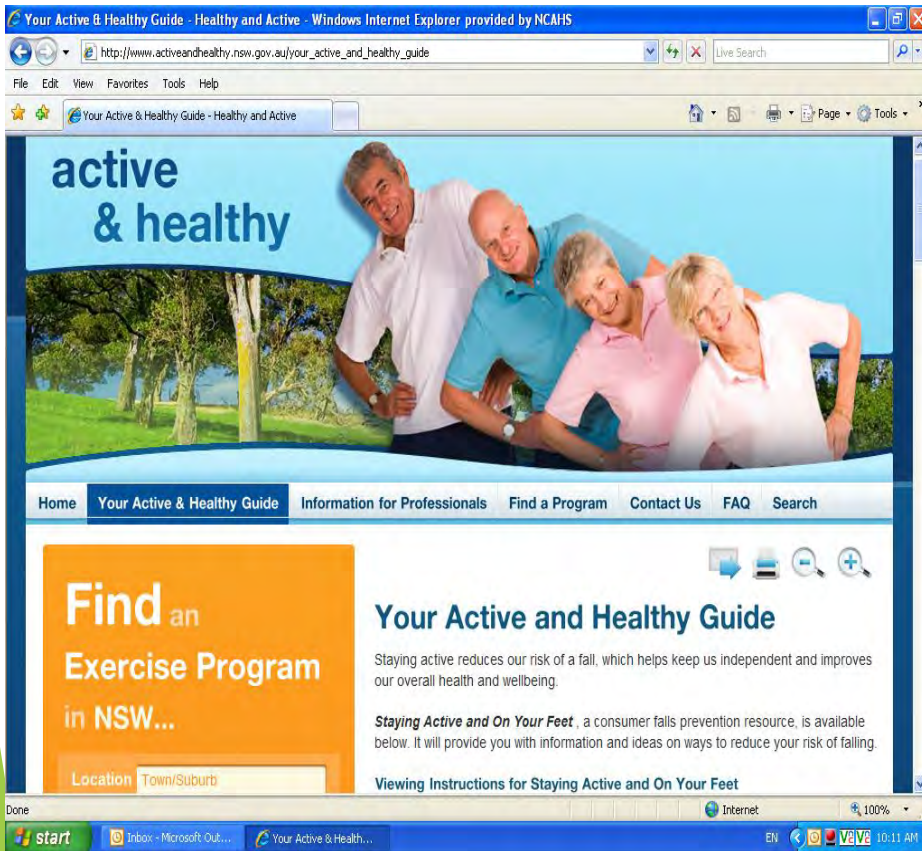 Your Active & Healthy Guide - Healthy and Active - Windows Internet Explorer provided by NCAHS
http://www.activeandhealthy.nsw.gov.au/your_active_and_healthy_guide
Live Search
File Edit View Favorites Tools Help
Your Active & Healthy Guide - Healthy and Active
Page Tools
active
& healthy
Home Your Active & Healthy Guide Information for Professionals Find a Program Contact Us FAQ Search
Find an
Exercise Program
in NSW...
Location Town/Suburb
Your Active and Healthy Guide
Staying active reduces our risk of a fall, which helps keep us independent and improves
our overall health and wellbeing.
Staying Active and On Your Feet , a consumer falls prevention resource, is available
below. It will provide you with information and ideas on ways to reduce your risk of falling.
Viewing Instructions for Staying Active and On Your Feet
Done Internet 100%
start Inbox - Microsoft Out... Your Active & Health... EN 10:11 AM